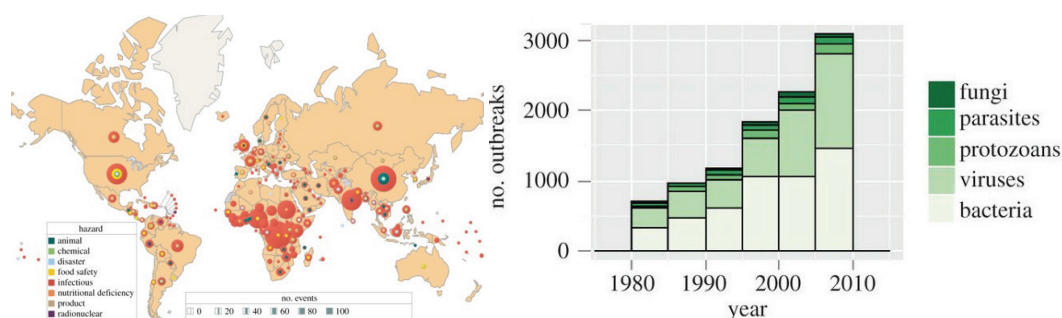 hazard
animal
chemical
disaster
food safety
infectious
nutritional deficiency
product
radionuclear
no. events
0 20 40 60 80 100
no. outbreaks
3000
2000
1000
0
1980 1990 2000 2010
year
fungi
parasites
protozoans
viruses
bacteria